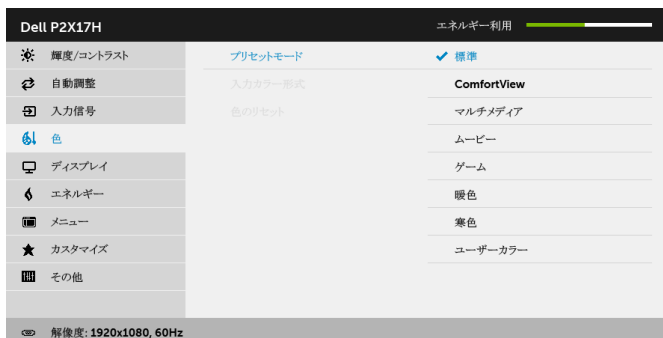 Dell P2X17H
エネルギー利用
輝度/コントラスト
プリセットモード
標準
自動調整
入力カラー形式
ComfortView
入力信号
色のリセット
マルチメディア
色
ムービー
ディスプレイ
ゲーム
エネルギー
暖色
メニュー
寒色
カスタマイズ
ユーザーカラー
その他
解像度: 1920x1080, 60Hz